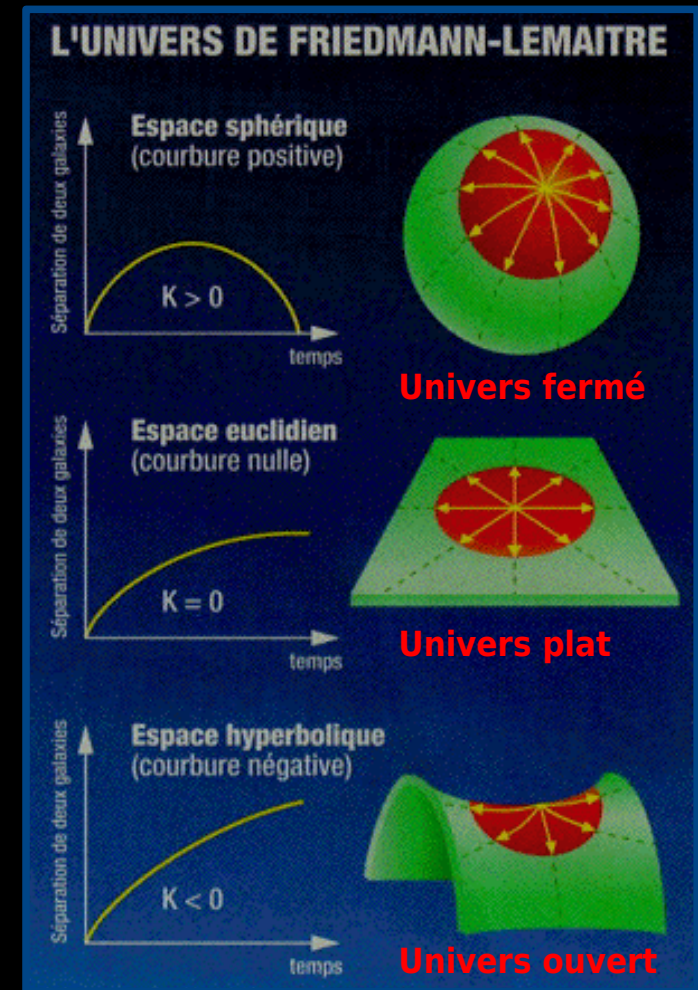 L'UNIVERS DE FRIEDMANN-LEMAITRE
Séparation de deux galaxies
Espace sphérique
(courbure positive)
K > 0
temps
Univers fermé
Séparation de deux galaxies
Espace euclidien
(courbure nulle)
K = 0
temps
Univers plat
Séparation de deux galaxies
Espace hyperbolique
(courbure négative)
K < 0
temps
Univers ouvert